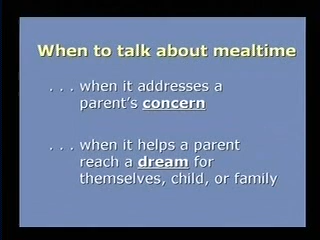 When to talk about mealtime
. . . when it addresses a
parent's concern
. . . when it helps a parent
reach a dream for
themselves, child, or family